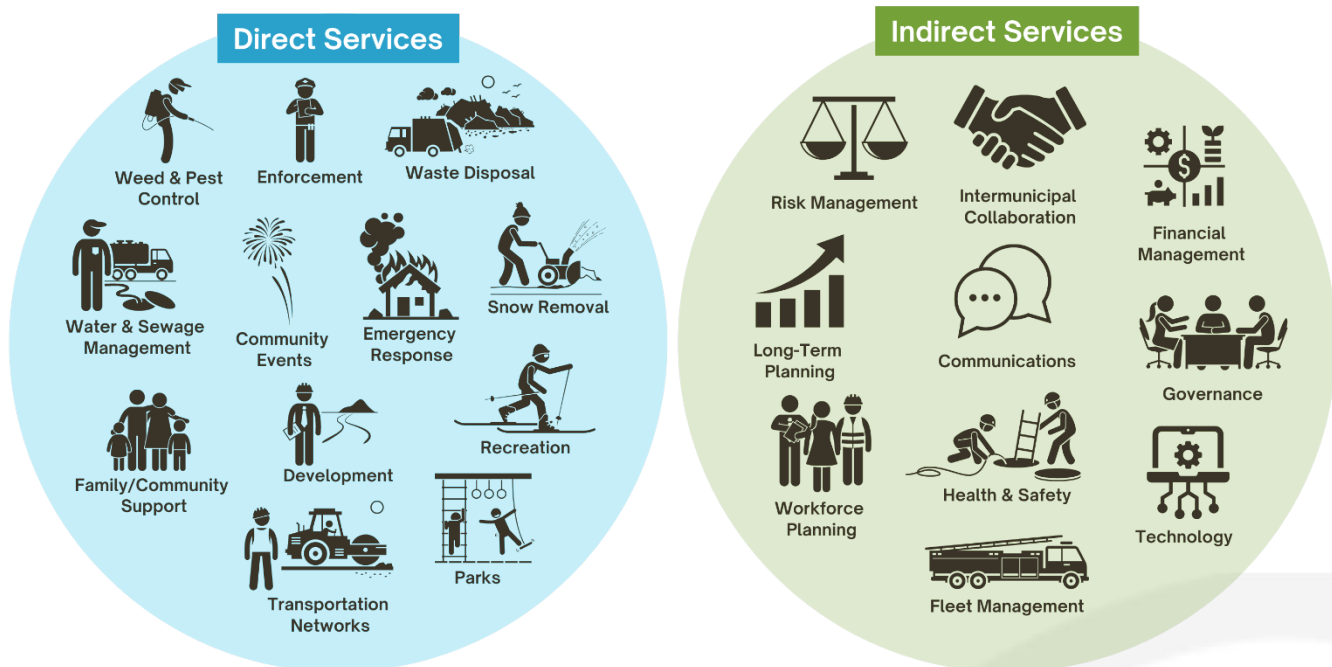 Direct Services
Weed & Pest
Control
Enforcement
Waste Disposal
Water & Sewage
Management
Community
Events
Emergency
Response
Snow Removal
Family/Community
Support
Development
Recreation
Transportation
Networks
Parks
Indirect Services
Risk Management
Intermunicipal
Collaboration
Financial
Management
Long-Term
Planning
Communications
Governance
Workforce
Planning
Health & Safety
Technology
Fleet Management